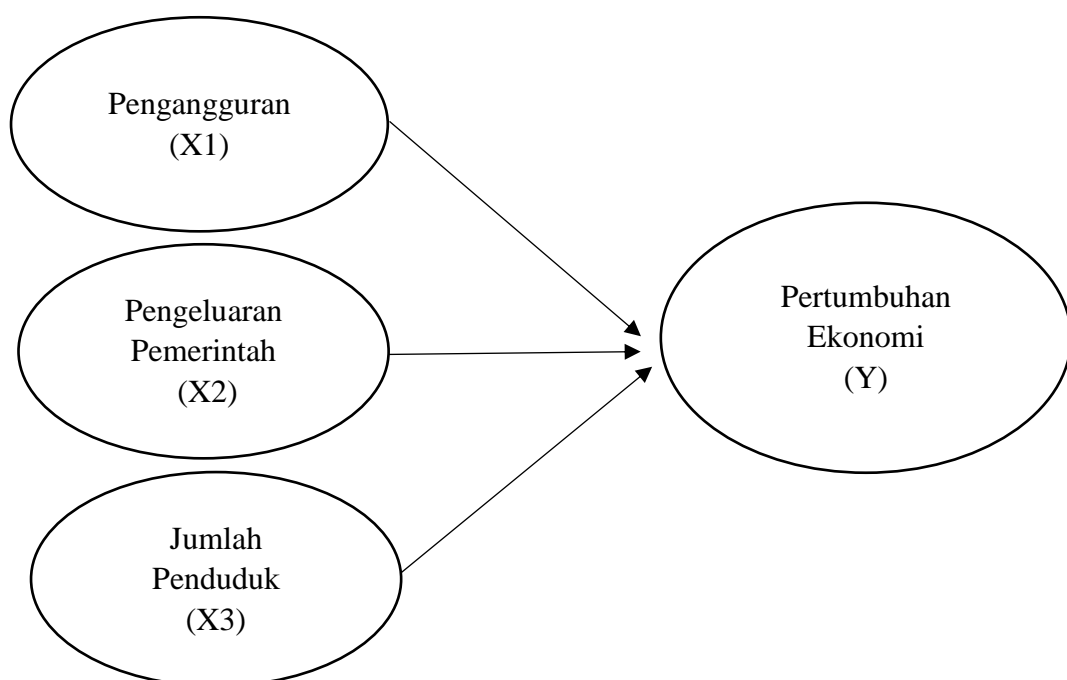 Pengangguran
(X1)
Pengeluaran
Pemerintah
(X2)
Jumlah
Penduduk
(X3)
Pertumbuhan
Ekonomi
(Y)